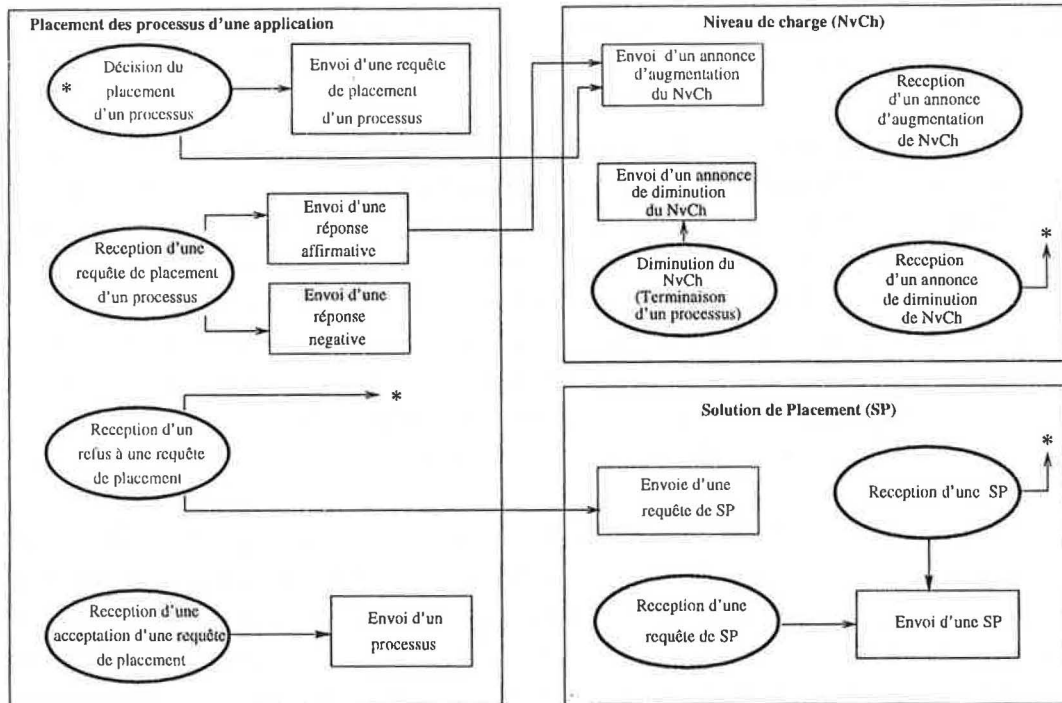 Placement des processus d'une application
*
Décision du
placement
d'un processus
Envoi d'une requête
de placement
d'un processus
Reception d'une
requête de placement
d'un processus
Envoi d'une
réponse
affirmative
Envoi d'une
réponse
negative
*
Reception d'un
refus à une requête
de placement
Reception d'une
acceptation d'une requête
de placement
Envoi d'un
processus
Niveau de charge (NvCh)
Envoi d'un annonce
d'augmentation
du NvCh
Reception
d'un annonce
d'augmentation
de NvCh
Envoi d'un annonce
de diminution
du NvCh
Diminution du
NvCh
(Terminaison
d'un processus)
*
Reception
d'un annonce
de diminution
de NvCh
Solution de Placement (SP)
*
Envoie d'une
requête de SP
Reception d'une SP
Reception d'une
requête de SP
Envoi d'une SP